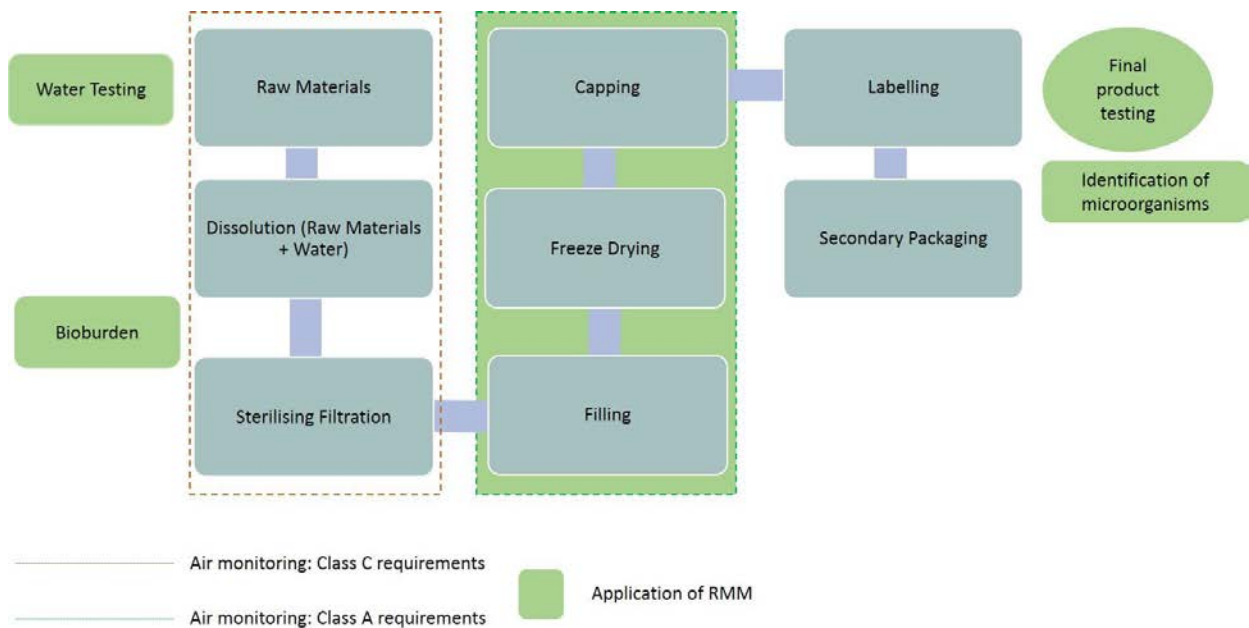 Water Testing
Bioburden
Raw Materials
Dissolution (Raw Materials
+ Water)
Sterilising Filtration
Capping
Freeze Drying
Filling
Labelling
Secondary Packaging
Final
product
testing
Identification of
microorganisms
Air monitoring: Class C requirements
Air monitoring: Class A requirements
Application of RMM